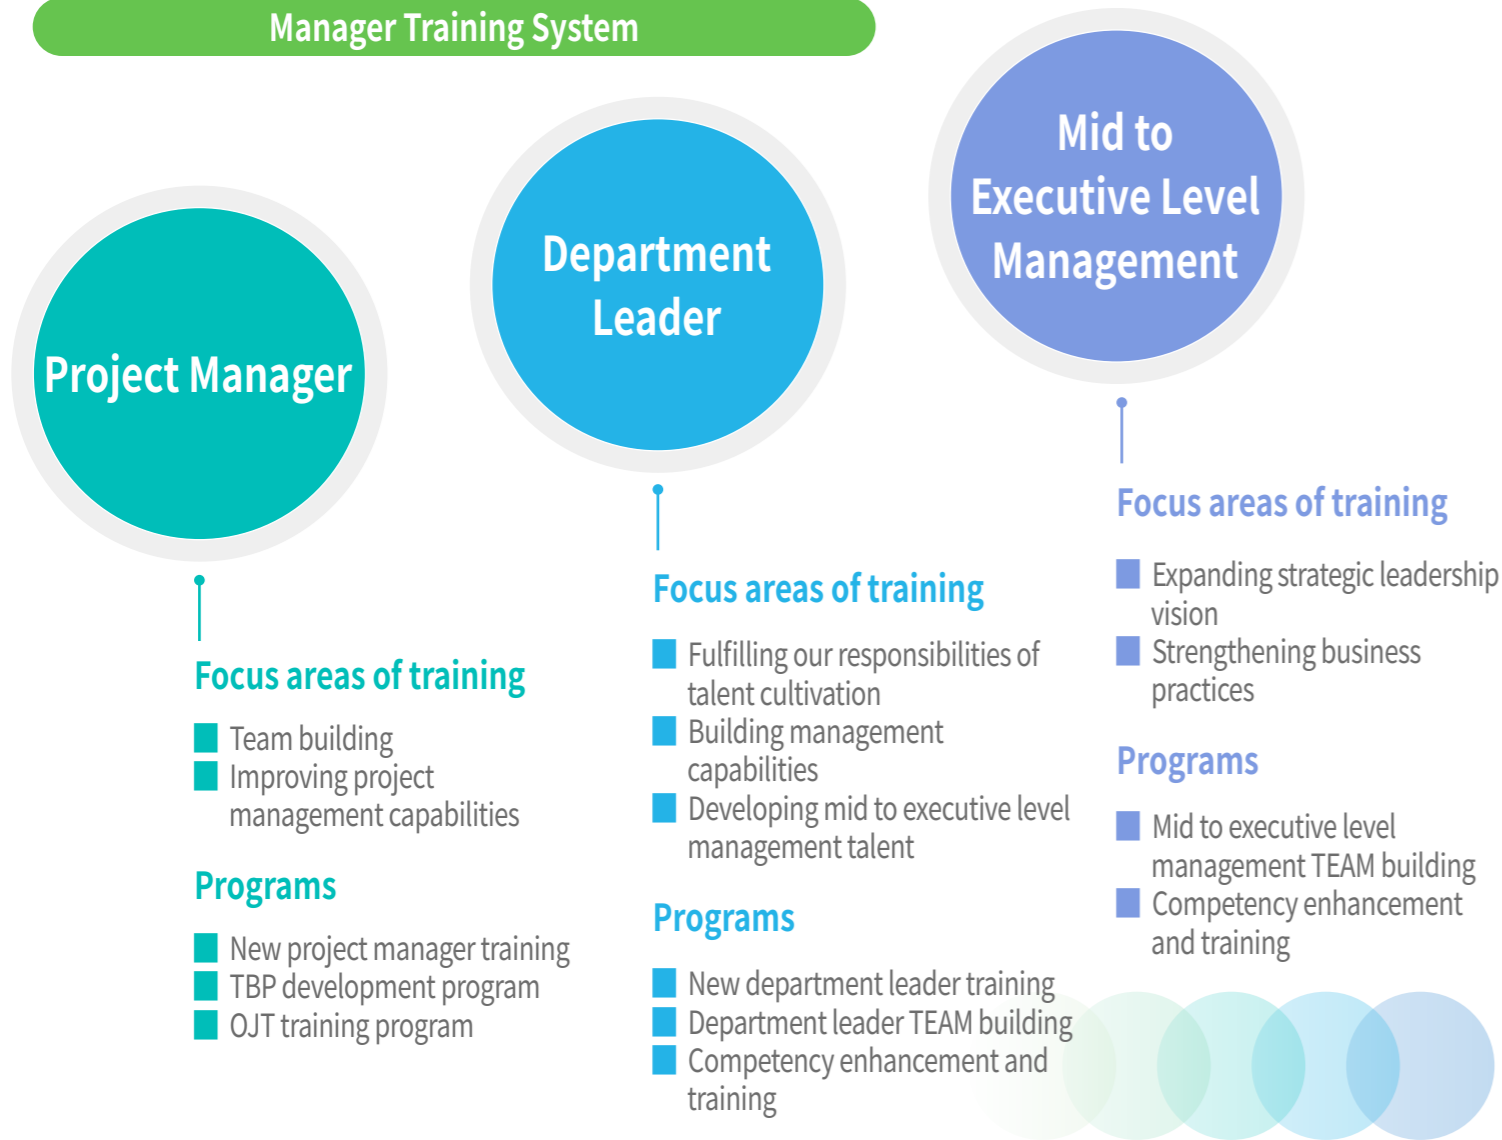 Manager Training System
Project Manager
Focus areas of training
Team building
Improving project
management capabilities
Programs
New project manager training
TBP development program
OJT training program
Department
Leader
Focus areas of training
Fulfilling our responsibilities of
talent cultivation
Building management
capabilities
Developing mid to executive level
management talent
Programs
New department leader training
Department leader TEAM building
Competency enhancement and
training
Mid to
Executive Level
Management
Focus areas of training
Expanding strategic leadership
vision
Strengthening business
practices
Programs
Mid to executive level
management TEAM building
Competency enhancement
and training